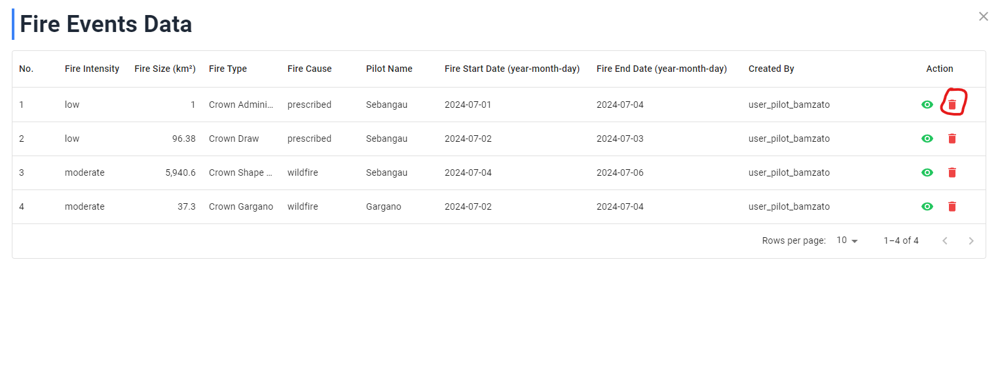 Fire Events Data
No. Fire Intensity Fire Size (km²) Fire Type Fire Cause Pilot Name Fire Start Date (year-month-day) Fire End Date (year-month-day) Created By Action
1 low 1 Crown Admini... prescribed Sebangau 2024-07-01 2024-07-04 user_pilot_bamzato
2 low 96.38 Crown Draw prescribed Sebangau 2024-07-02 2024-07-03 user_pilot_bamzato
3 moderate 5,940.6 Crown Shape ... wildfire Sebangau 2024-07-04 2024-07-06 user_pilot_bamzato
4 moderate 37.3 Crown Gargano wildfire Gargano 2024-07-02 2024-07-04 user_pilot_bamzato
Rows per page: 10 1–4 of 4